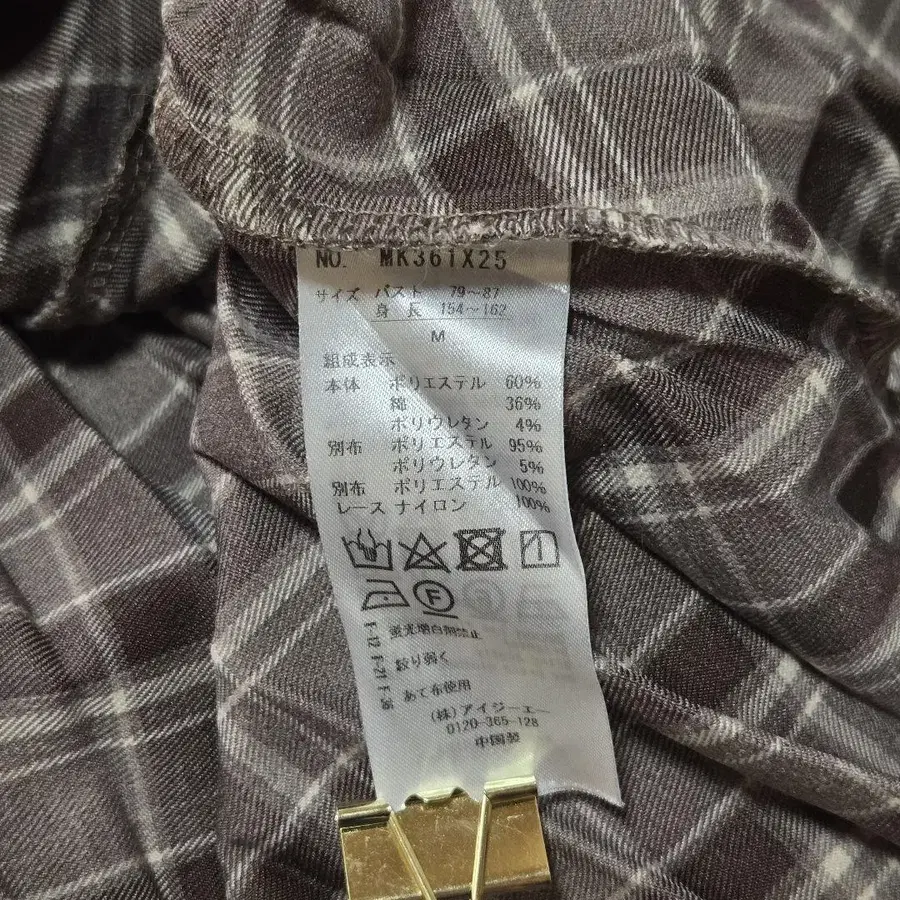 NO. MK361X25
サイズ バスト 79～87
身 長 154～162
M
組成表示
本体 ポリエステル 60%
綿 36%
ポリウレタン 4%
別布 ポリエステル 95%
ポリウレタン 5%
別布 ポリエステル 100%
レース ナイロン 100%
F
蛍光増白剤禁止
絞り弱く
あて布使用
(株)アイジーエー
0120-365-128
中国製